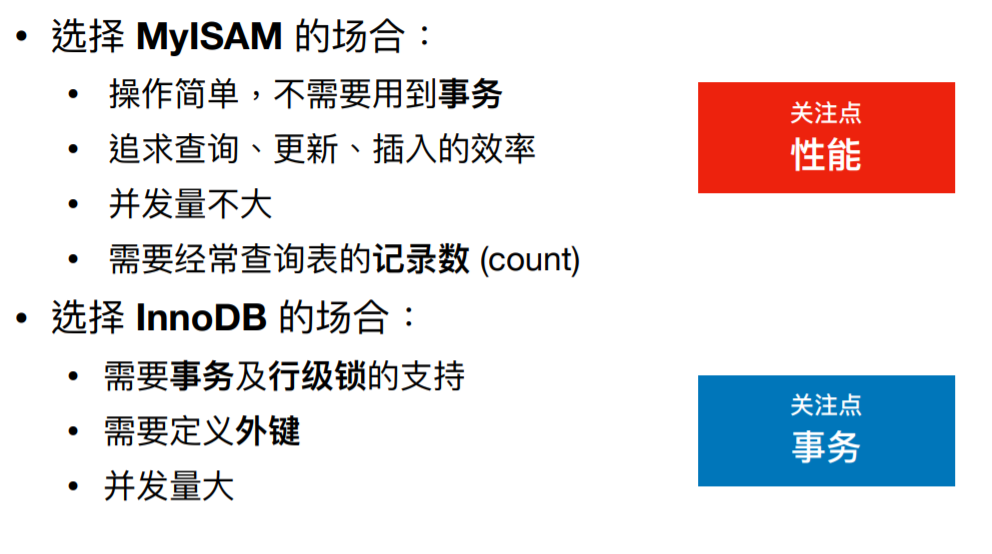 • 选择 MyISAM 的场合：
• 操作简单，不需要用到事务
• 追求查询、更新、插入的效率
• 并发量不大
• 需要经常查询表的记录数 (count)
关注点
性能
• 选择 InnoDB 的场合：
• 需要事务及行级锁的支持
• 需要定义外键
• 并发量大
关注点
事务